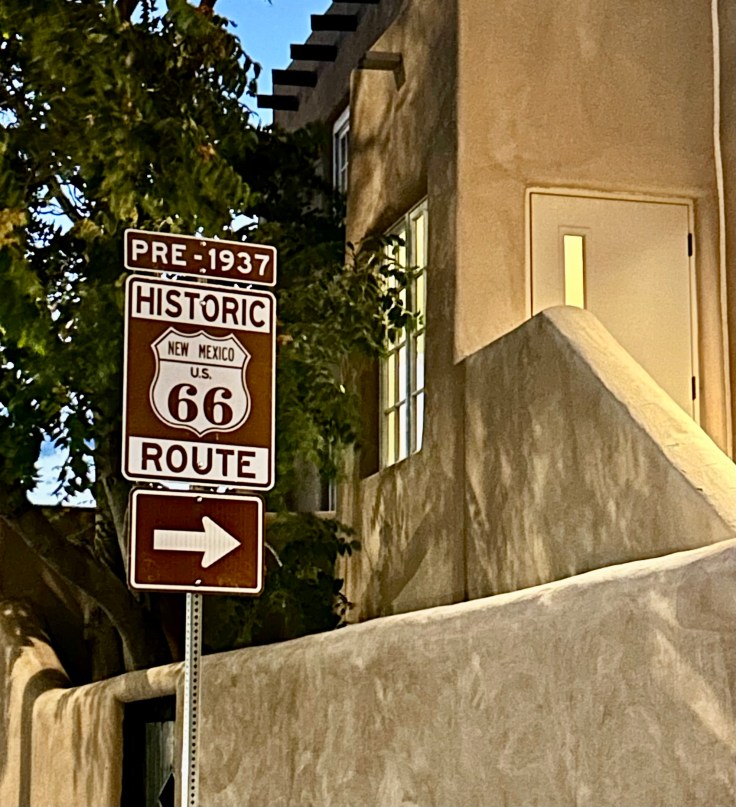 PRE-1937
HISTORIC
NEW MEXICO
U.S.
66
ROUTE